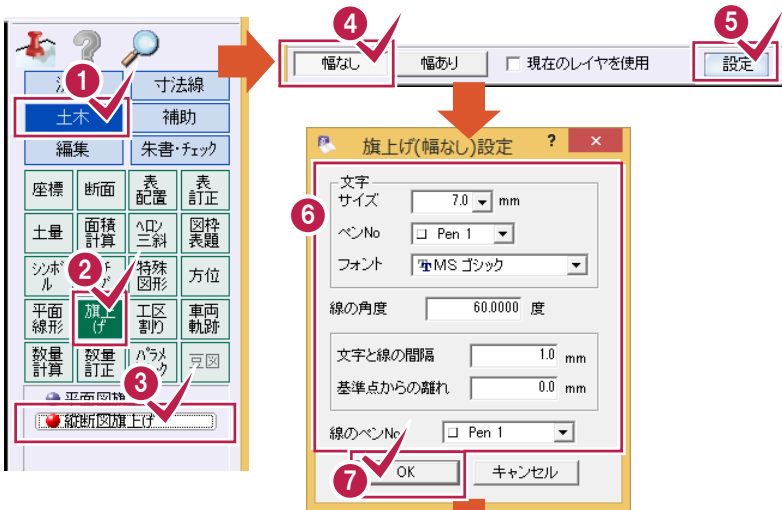 1
寸法線
土木
補助
編集
朱書・チェック
座標
断面
表
配置
表
訂正
土量
面積
計算
ヘロン
三斜
図枠
表題
シンボ
ル
2
特殊
図形
方位
平面
線形
旗上
げ
工区
割り
車両
軌跡
数量
計算
数量
訂正
豆図
3
縦断図旗上げ
4
5
幅なし
幅あり
現在のレイヤを使用
設定
旗上げ(幅なし)設定
?
×
6
文字
サイズ
7.0
mm
ペンNo
Pen 1
フォント
MS ゴシック
線の角度
60.0000
度
文字と線の間隔
1.0
mm
基準点からの離れ
0.0
mm
線のペンNo
Pen 1
7
OK
キャンセル